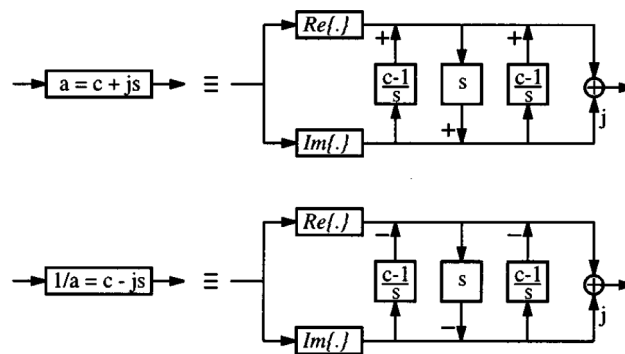 Re{.}
+ +
a = c + js ≡ c-1/s s c-1/s
+ j
Im{.}
Re{.}
− −
1/a = c - js ≡ c-1/s s c-1/s
− j
Im{.}